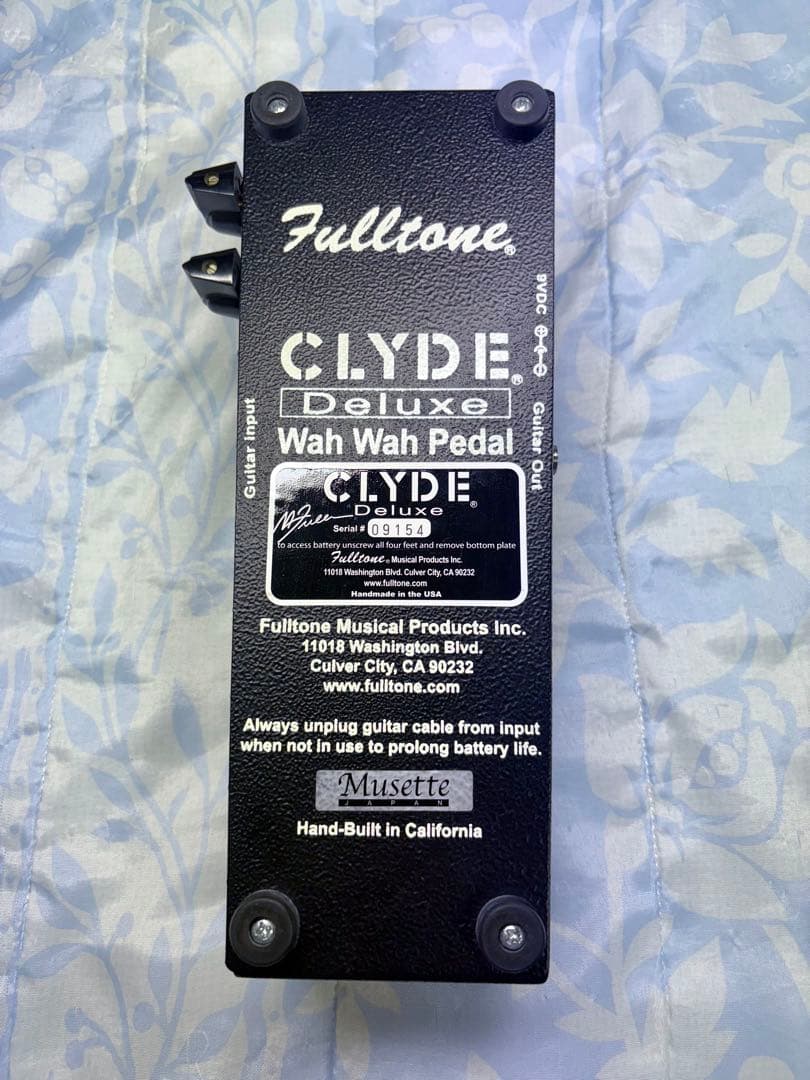 Fulltone®
9VDC
CLYDE®
Deluxe
Wah Wah Pedal
Guitar Input
Guitar Out
CLYDE®
Deluxe
M. Fuller
Serial # 09154
to access battery unscrew all four feet and remove bottom plate
Fulltone® Musical Products Inc.
11018 Washington Blvd. Culver City, CA 90232
www.fulltone.com
Handmade in the USA
Fulltone Musical Products Inc.
11018 Washington Blvd.
Culver City, CA 90232
www.fulltone.com
Always unplug guitar cable from input
when not in use to prolong battery life.
Musette
JAPAN
Hand-Built in California